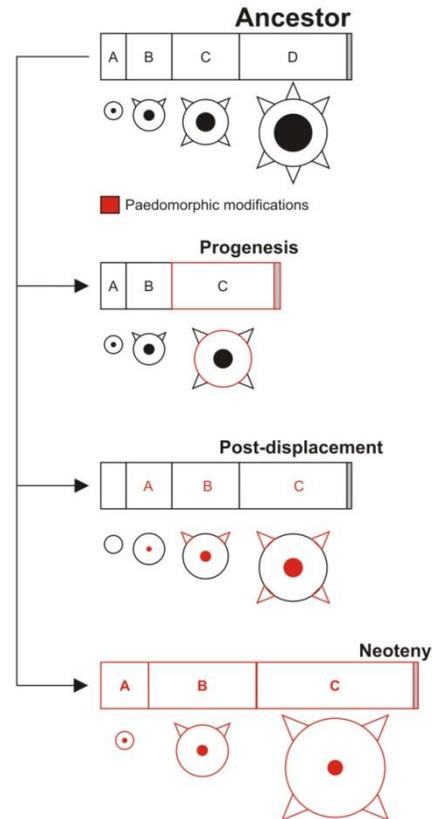 Ancestor
A B C D
Paedomorphic modifications
Progenesis
A B C
Post-displacement
A B C
Neoteny
A B C